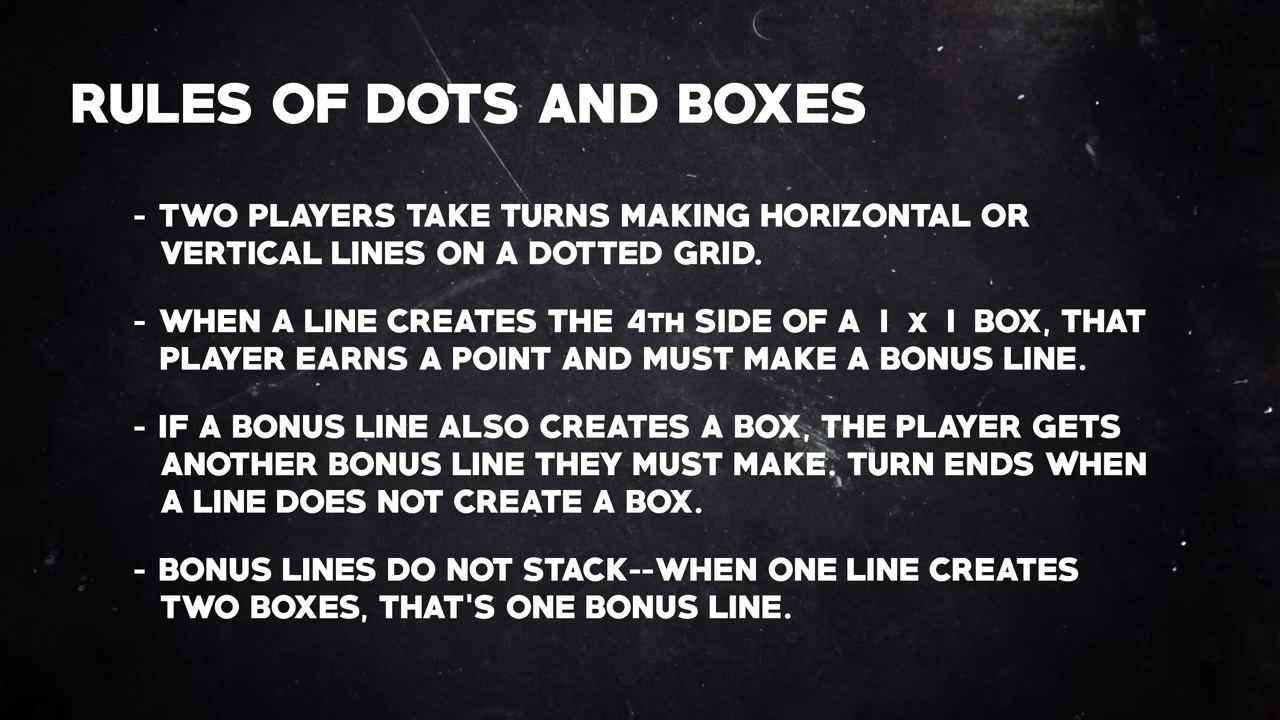 RULES OF DOTS AND BOXES
- TWO PLAYERS TAKE TURNS MAKING HORIZONTAL OR
VERTICAL LINES ON A DOTTED GRID.
- WHEN A LINE CREATES THE 4TH SIDE OF A 1 x 1 BOX, THAT
PLAYER EARNS A POINT AND MUST MAKE A BONUS LINE.
- IF A BONUS LINE ALSO CREATES A BOX, THE PLAYER GETS
ANOTHER BONUS LINE THEY MUST MAKE. TURN ENDS WHEN
A LINE DOES NOT CREATE A BOX.
- BONUS LINES DO NOT STACK--WHEN ONE LINE CREATES
TWO BOXES, THAT'S ONE BONUS LINE.